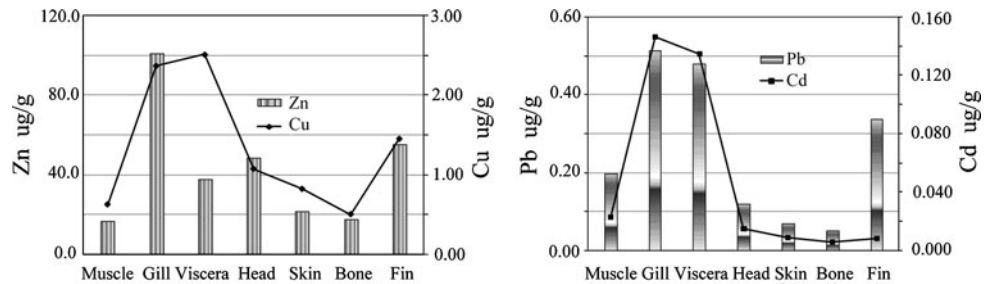 120.0
80.0
40.0
0.0
Zn ug/g
3.00
2.00
1.00
0.00
Cu ug/g
Zn
Cu
Muscle Gill Viscera Head Skin Bone Fin
0.60
0.40
0.20
0.00
Pb ug/g
0.160
0.120
0.080
0.040
0.000
Cd ug/g
Pb
Cd
Muscle Gill Viscera Head Skin Bone Fin